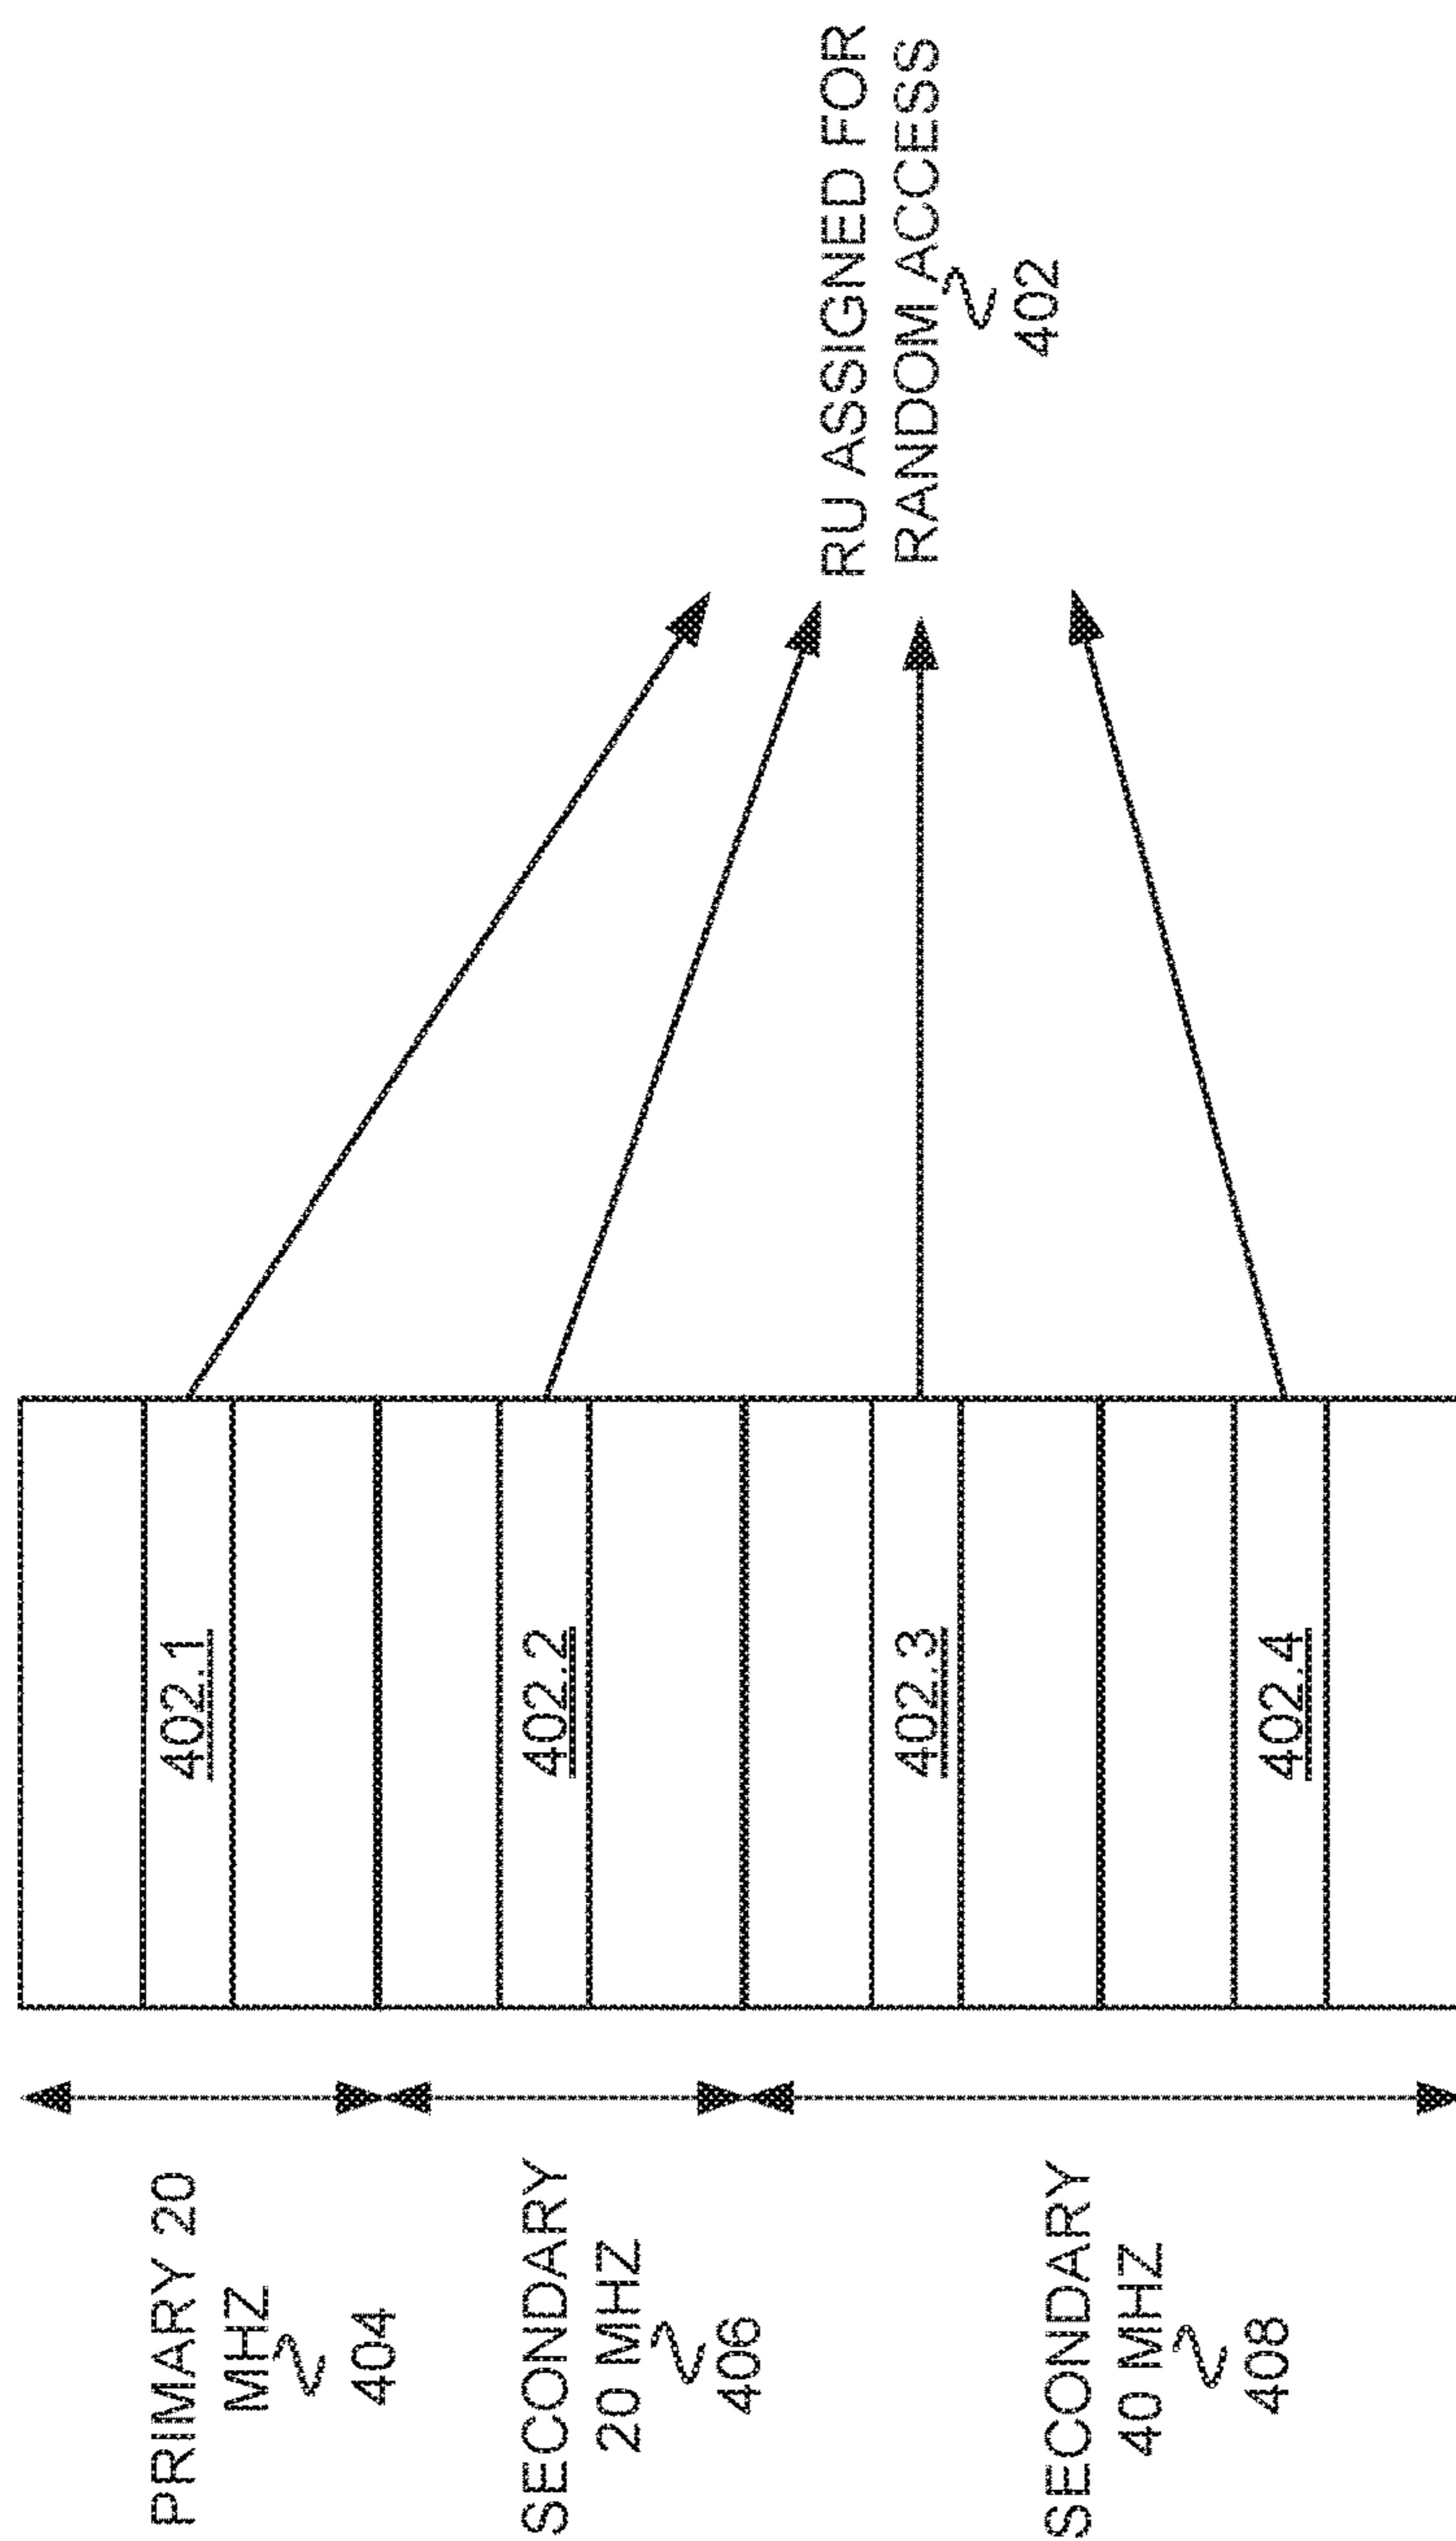 PRIMARY 20
MHZ
404
SECONDARY
20 MHZ
406
SECONDARY
40 MHZ
408
402.1
402.2
402.3
402.4
RU ASSIGNED FOR
RANDOM ACCESS
402